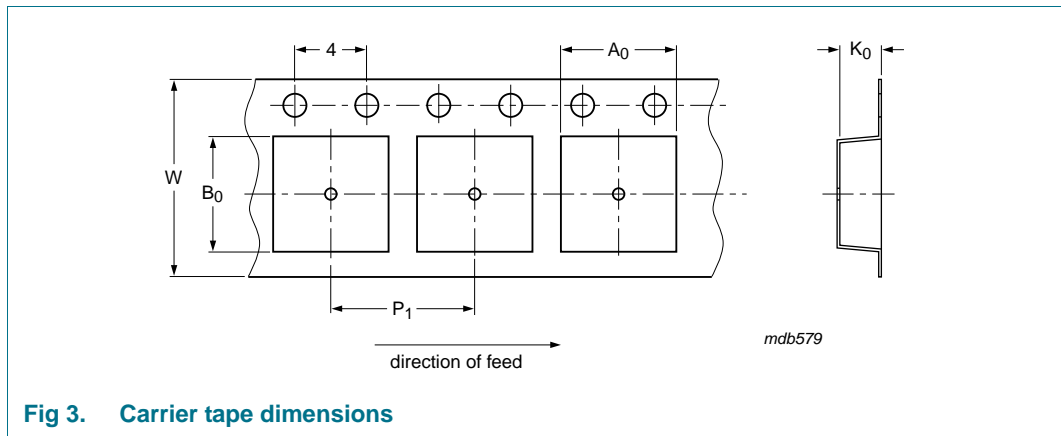 4
A0
K0
W
B0
P1
direction of feed
mdb579
Fig 3. Carrier tape dimensions